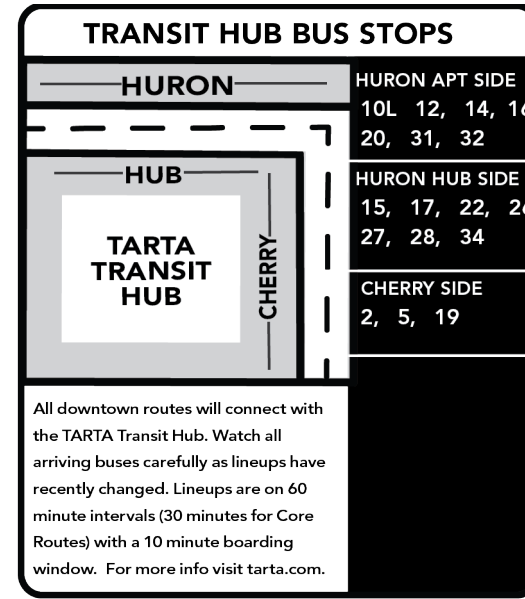 TRANSIT HUB BUS STOPS
HURON
HURON APT SIDE
10L 12, 14,
20, 31, 32
HUB
CHERRY
TARTA
TRANSIT
HUB
HURON HUB SIDE
15, 17, 22,
27, 28, 34
CHERRY SIDE
2, 5, 19
All downtown routes will connect with
the TARTA Transit Hub. Watch all
arriving buses carefully as lineups have
recently changed. Lineups are on 60
minute intervals (30 minutes for Core
Routes) with a 10 minute boarding
window. For more info visit tarta.com.